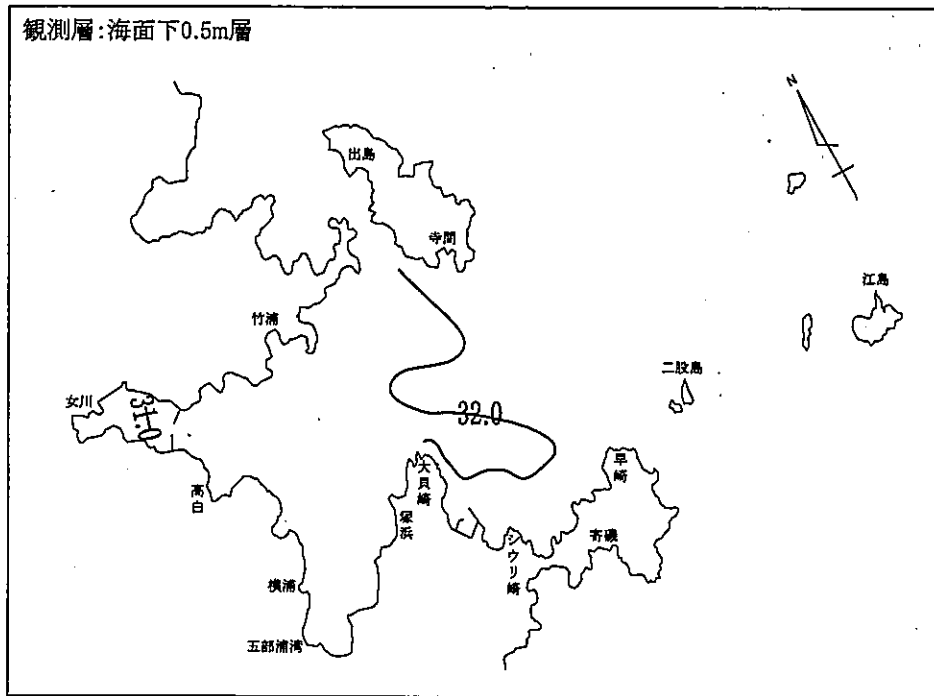 観測層:海面下0.5m層
N
出島
寺間
江島
竹浦
二股島
女川
31.0
32.0
大貝崎
早崎
高白
塚浜
寄磯
シウリ崎
横浦
五部浦湾